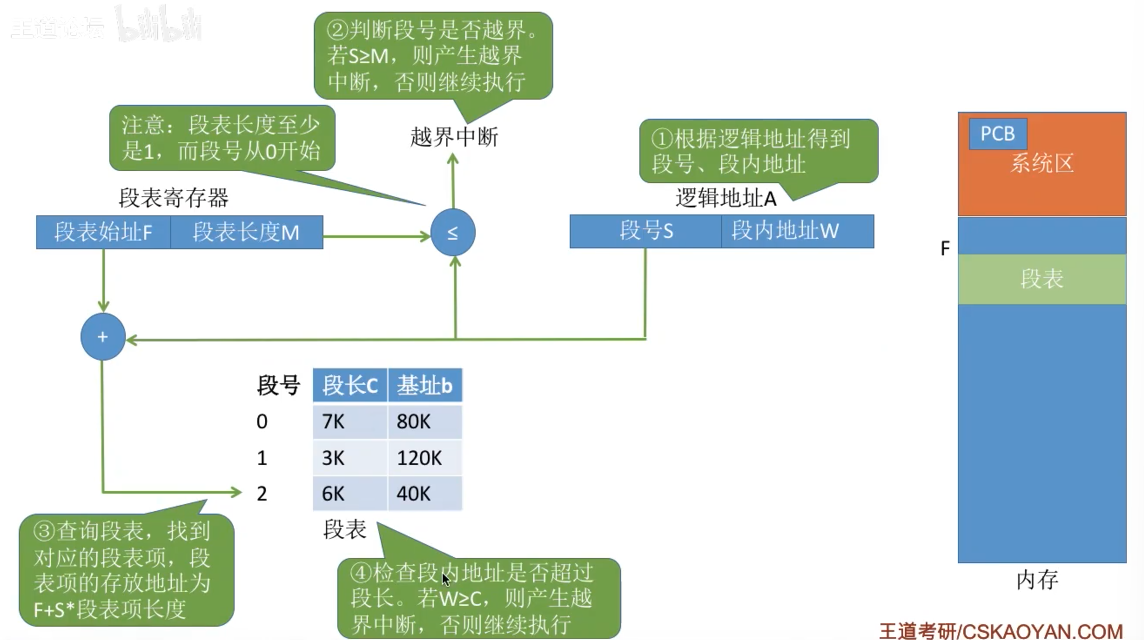 王道论坛 bilibili
②判断段号是否越界。
若S≥M，则产生越界
中断，否则继续执行
注意：段表长度至少
是1，而段号从0开始
越界中断
①根据逻辑地址得到
段号、段内地址
PCB
系统区
段表寄存器
逻辑地址A
段表始址F 段表长度M
≤
段号S 段内地址W
F
段表
+
段号 段长C 基址b
0 7K 80K
1 3K 120K
2 6K 40K
段表
③查询段表，找到
对应的段表项，段
表项的存放地址为
F+S*段表项长度
④检查段内地址是否超过
段长。若W≥C，则产生越
界中断，否则继续执行
内存
王道考研/CSKAOYAN.COM